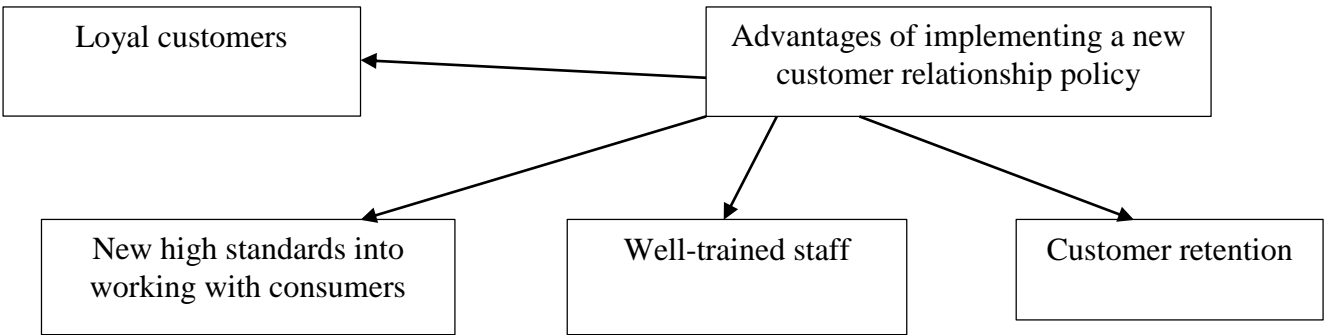 Loyal customers
Advantages of implementing a new
customer relationship policy
New high standards into
working with consumers
Well-trained staff
Customer retention